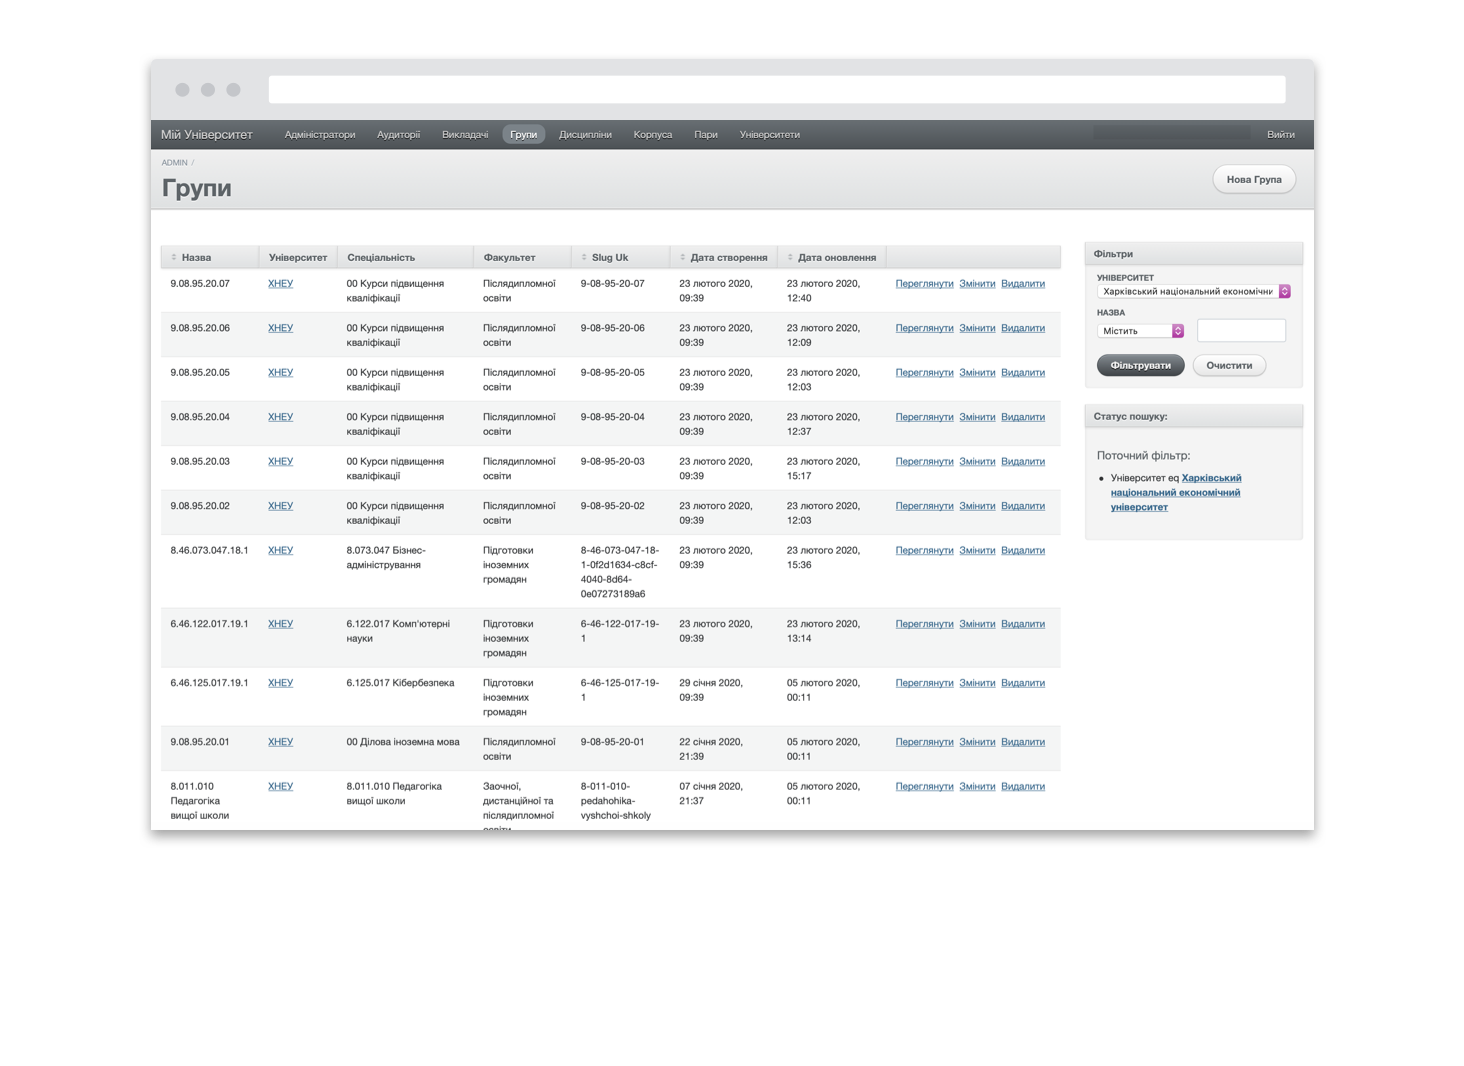 Мій Університет Адміністратори Аудиторії Викладачі Групи Дисципліни Корпуса Пари Університети Вийти
ADMIN /
Групи
Нова Група
Назва Університет Спеціальність Факультет Slug Uk Дата створення Дата оновлення
9.08.95.20.07 ХНЕУ 00 Курси підвищення Післядипломної 9-08-95-20-07 23 лютого 2020, 23 лютого 2020, Переглянути Змінити Видалити
кваліфікації освіти 09:39 12:40
9.08.95.20.06 ХНЕУ 00 Курси підвищення Післядипломної 9-08-95-20-06 23 лютого 2020, 23 лютого 2020, Переглянути Змінити Видалити
кваліфікації освіти 09:39 12:09
9.08.95.20.05 ХНЕУ 00 Курси підвищення Післядипломної 9-08-95-20-05 23 лютого 2020, 23 лютого 2020, Переглянути Змінити Видалити
кваліфікації освіти 09:39 12:03
9.08.95.20.04 ХНЕУ 00 Курси підвищення Післядипломної 9-08-95-20-04 23 лютого 2020, 23 лютого 2020, Переглянути Змінити Видалити
кваліфікації освіти 09:39 12:37
9.08.95.20.03 ХНЕУ 00 Курси підвищення Післядипломної 9-08-95-20-03 23 лютого 2020, 23 лютого 2020, Переглянути Змінити Видалити
кваліфікації освіти 09:39 15:17
9.08.95.20.02 ХНЕУ 00 Курси підвищення Післядипломної 9-08-95-20-02 23 лютого 2020, 23 лютого 2020, Переглянути Змінити Видалити
кваліфікації освіти 09:39 12:03
8.46.073.047.18.1 ХНЕУ 8.073.047 Бізнес- Підготовки 8-46-073-047-18- 23 лютого 2020, 23 лютого 2020, Переглянути Змінити Видалити
адміністрування іноземних 1-0f2d1634-c8cf- 09:39 15:36
громадян 4040-8d64-
0e07273189a6
6.46.122.017.19.1 ХНЕУ 6.122.017 Комп'ютерні Підготовки 6-46-122-017-19- 23 лютого 2020, 23 лютого 2020, Переглянути Змінити Видалити
науки іноземних 1 09:39 13:14
громадян
6.46.125.017.19.1 ХНЕУ 6.125.017 Кібербезпека Підготовки 6-46-125-017-19- 29 січня 2020, 05 лютого 2020, Переглянути Змінити Видалити
іноземних 1 09:39 00:11
громадян
9.08.95.20.01 ХНЕУ 00 Ділова іноземна мова Післядипломної 9-08-95-20-01 22 січня 2020, 05 лютого 2020, Переглянути Змінити Видалити
освіти 21:39 00:11
8.011.010 ХНЕУ 8.011.010 Педагогіка Заочної, 8-011-010- 07 січня 2020, 05 лютого 2020, Переглянути Змінити Видалити
Педагогіка вищої школи дистанційної та pedahohika- 21:37 00:11
вищої школи післядипломної vyshchoi-shkoly
освіти
Фільтри
УНІВЕРСИТЕТ
Харківський національний економічни
НАЗВА
Містить
Фільтрувати Очистити
Статус пошуку:
Поточний фільтр:
Університет eq Харківський
національний економічний
університет